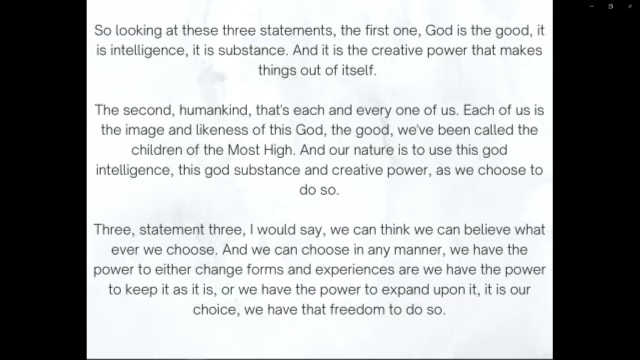 So looking at these three statements, the first one, God is the good, it
is intelligence, it is substance. And it is the creative power that makes
things out of itself.
The second, humankind, that's each and every one of us. Each of us is
the image and likeness of this God, the good, we've been called the
children of the Most High. And our nature is to use this god
intelligence, this god substance and creative power, as we choose to
do so.
Three, statement three, I would say, we can think we can believe what
ever we choose. And we can choose in any manner, we have the
power to either change forms and experiences are we have the power
to keep it as it is, or we have the power to expand upon it, it is our
choice, we have that freedom to do so.